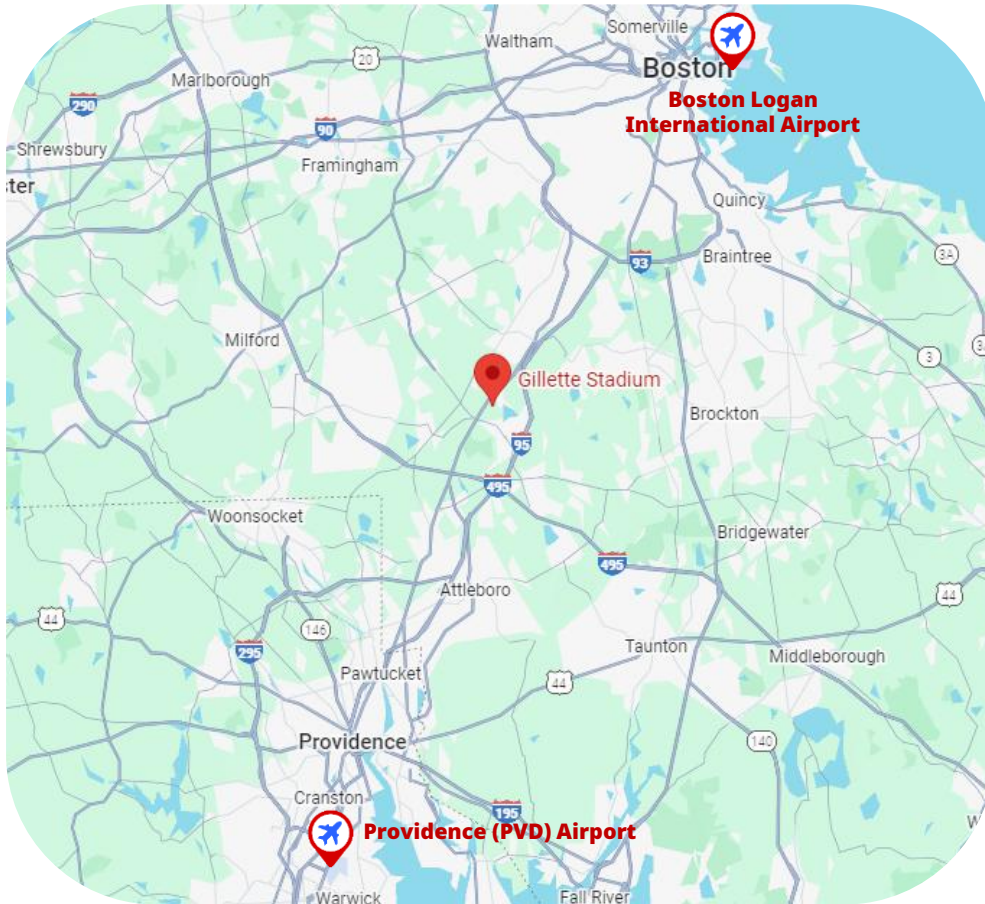 Somerville
Waltham
20
Boston
Marlborough
Boston Logan
International Airport
290
90
Shrewsbury
Framingham
ster
Quincy
3A
93
Braintree
Milford
3
Gillette Stadium
Brockton
95
495
Woonsocket
Bridgewater
495
Attleboro
44
44
146
295
Taunton
Middleborough
Pawtucket
44
Providence
140
Cranston
195
Providence (PVD) Airport
Warwick
Fall River